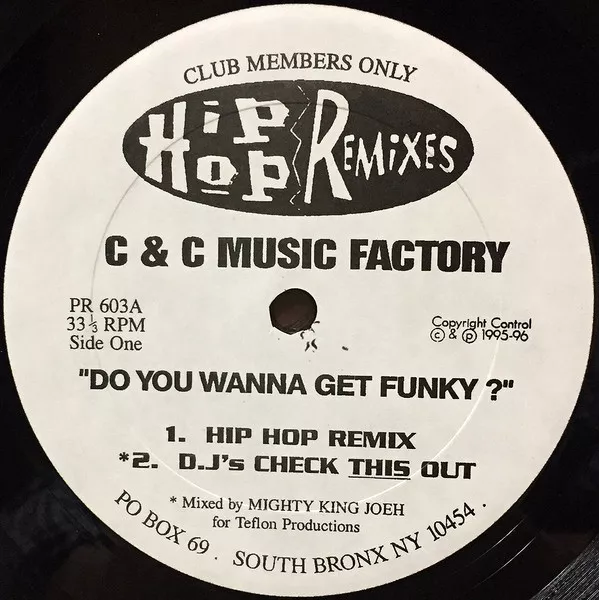 CLUB MEMBERS ONLY
HiP HOP REMiXES
C & C MUSIC FACTORY
PR 603A
33 ⅓ RPM
Side One
Copyright Control
© & ℗ 1995-96
"DO YOU WANNA GET FUNKY ?"
1. HIP HOP REMIX
*2. D.J's CHECK THIS OUT
* Mixed by MIGHTY KING JOEH
for Teflon Productions
PO BOX 69 . SOUTH BRONX NY 10454 .